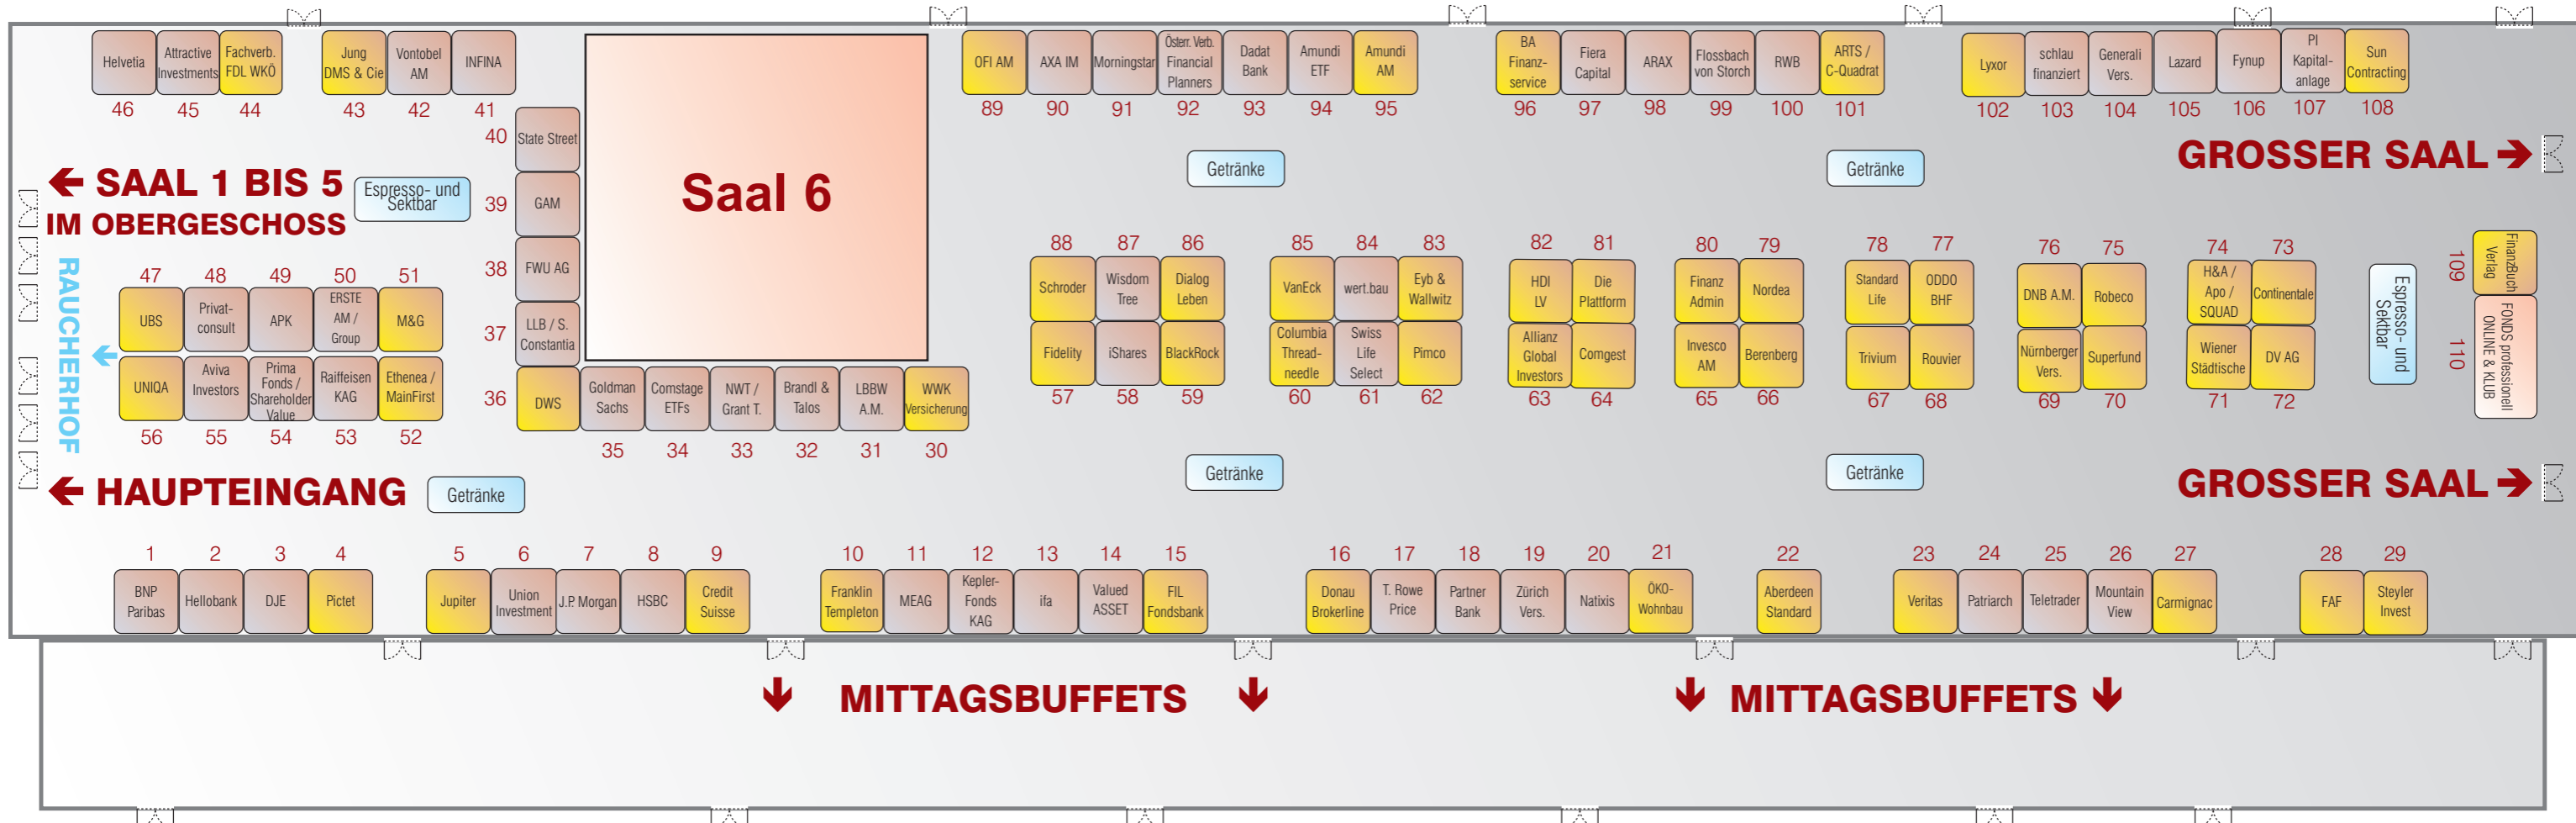 Helvetia
46
Attractive
Investments
45
Fachverb.
FDL WKÖ
44
Jung
DMS & Cie
43
Vontobel
AM
42
INFINA
41
State Street
40
GAM
39
FWU AG
38
LLB / S.
Constantia
37
DWS
36
Saal 6
OFI AM
89
AXA IM
90
Morningstar
91
Österr. Verb.
Financial
Planners
92
Dadat
Bank
93
Amundi
ETF
94
Amundi
AM
95
BA
Finanz-
service
96
Fiera
Capital
97
ARAX
98
Flossbach
von Storch
99
RWB
100
ARTS /
C-Quadrat
101
Lyxor
102
schlau
finanziert
103
Generali
Vers.
104
Lazard
105
Fynup
106
PI
Kapital-
anlage
107
Sun
Contracting
108
SAAL 1 BIS 5
IM OBERGESCHOSS
Espresso- und
Sektbar
Getränke
Getränke
GROSSER SAAL
RAUCHERHOF
47
UBS
48
Privat-
consult
49
APK
50
ERSTE
AM /
Group
51
M&G
UNIQA
56
Aviva
Investors
55
Prima
Fonds /
Shareholder
Value
54
Raiffeisen
KAG
53
Ethenea /
MainFirst
52
Goldman
Sachs
35
Comstage
ETFs
34
NWT /
Grant T.
33
Brandl &
Talos
32
LBBW
A.M.
31
WWK
Versicherung
30
88
Schroder
87
Wisdom
Tree
86
Dialog
Leben
Fidelity
57
iShares
58
BlackRock
59
85
VanEck
84
wert.bau
83
Eyb &
Wallwitz
Columbia
Thread-
needle
60
Swiss
Life
Select
61
Pimco
62
82
HDI
LV
81
Die
Plattform
Allianz
Global
Investors
63
Comgest
64
80
Finanz
Admin
79
Nordea
Invesco
AM
65
Berenberg
66
78
Standard
Life
77
ODDO
BHF
Trivium
67
Rouvier
68
76
DNB A.M.
75
Robeco
Nürnberger
Vers.
69
Superfund
70
74
H&A /
Apo /
SQUAD
73
Continentale
Wiener
Städtische
71
DV AG
72
Espresso- und
Sektbar
109
FinanzBuch
Verlag
110
FONDS professionell
ONLINE & KLUB
HAUPTEINGANG
Getränke
Getränke
Getränke
GROSSER SAAL
1
BNP
Paribas
2
Hellobank
3
DJE
4
Pictet
5
Jupiter
6
Union
Investment
7
J.P. Morgan
8
HSBC
9
Credit
Suisse
10
Franklin
Templeton
11
MEAG
12
Kepler-
Fonds
KAG
13
ifa
14
Valued
ASSET
15
FIL
Fondsbank
16
Donau
Brokerline
17
T. Rowe
Price
18
Partner
Bank
19
Zürich
Vers.
20
Natixis
21
ÖKO-
Wohnbau
22
Aberdeen
Standard
23
Veritas
24
Patriarch
25
Teletrader
26
Mountain
View
27
Carmignac
28
FAF
29
Steyler
Invest
MITTAGSBUFFETS
MITTAGSBUFFETS